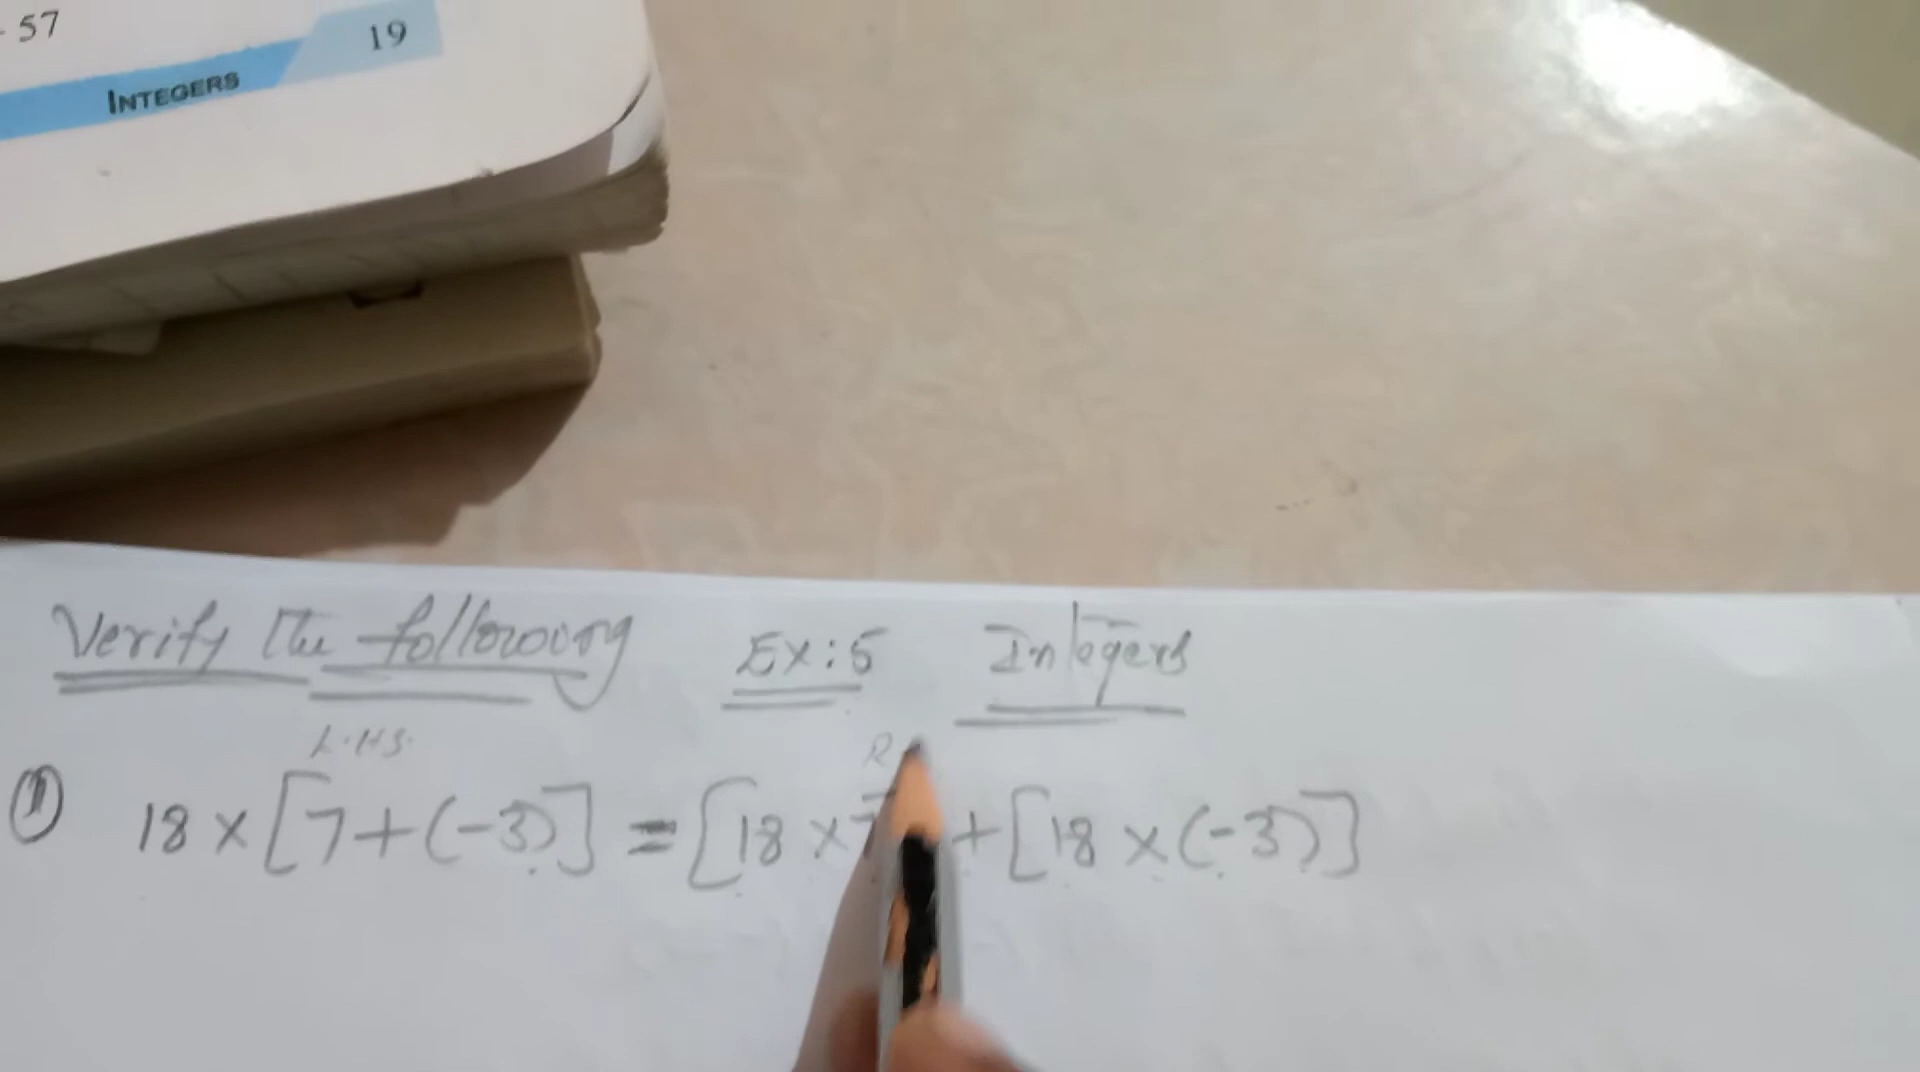 - 57
19
INTEGERS
Verify The following Ex: 5 Integers
L.H.S. R
① 18 × [7 + (-3)] = [18 × 7 + [18 × (-3)]